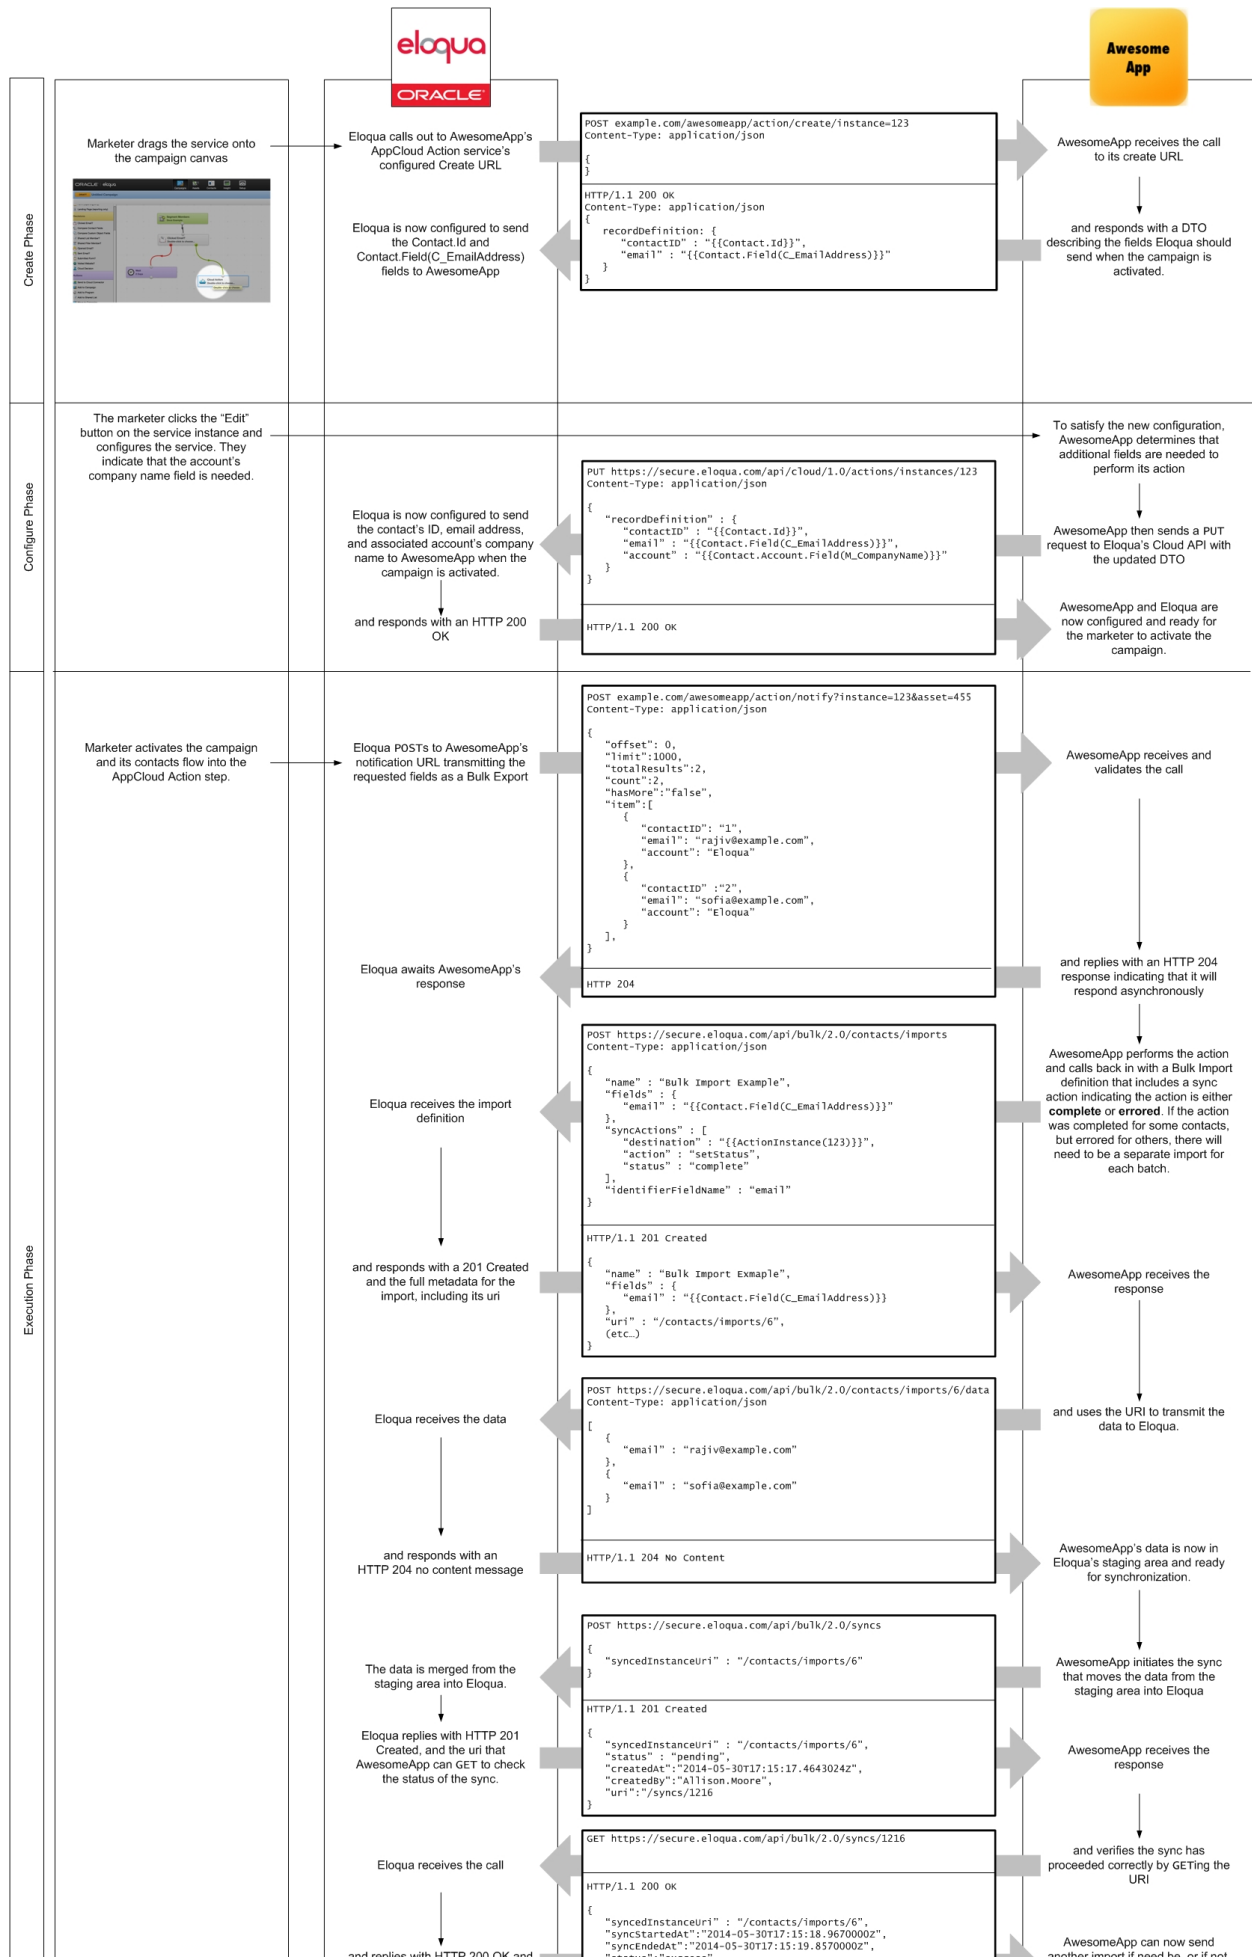 eloqua
ORACLE
Awesome
App
Create Phase
Marketer drags the service onto
the campaign canvas
Eloqua calls out to AwesomeApp's
AppCloud Action service's
configured Create URL
POST example.com/awesomeapp/action/create/instance=123
Content-Type: application/json
{
}
AwesomeApp receives the call
to its create URL
Eloqua is now configured to send
the Contact.Id and
Contact.Field(C_EmailAddress)
fields to AwesomeApp
HTTP/1.1 200 OK
Content-Type: application/json
{
recordDefinition: {
"contactID" : "{{Contact.Id}}",
"email" : "{{Contact.Field(C_EmailAddress)}}"
}
}
and responds with a DTO
describing the fields Eloqua should
send when the campaign is
activated.
Configure Phase
The marketer clicks the "Edit"
button on the service instance and
configures the service. They
indicate that the account's
company name field is needed.
To satisfy the new configuration,
AwesomeApp determines that
additional fields are needed to
perform its action
Eloqua is now configured to send
the contact's ID, email address,
and associated account's company
name to AwesomeApp when the
campaign is activated.
PUT https://secure.eloqua.com/api/cloud/1.0/actions/instances/123
Content-Type: application/json
{
"recordDefinition" : {
"contactID" : "{{Contact.Id}}",
"email" : "{{Contact.Field(C_EmailAddress)}}",
"account" : "{{Contact.Account.Field(M_CompanyName)}}"
}
}
AwesomeApp then sends a PUT
request to Eloqua's Cloud API with
the updated DTO
and responds with an HTTP 200
OK
HTTP/1.1 200 OK
AwesomeApp and Eloqua are
now configured and ready for
the marketer to activate the
campaign.
Execution Phase
Marketer activates the campaign
and its contacts flow into the
AppCloud Action step.
Eloqua POSTs to AwesomeApp's
notification URL transmitting the
requested fields as a Bulk Export
POST example.com/awesomeapp/action/notify?instance=123&asset=455
Content-Type: application/json
{
"offset": 0,
"limit":1000,
"totalResults":2,
"count":2,
"hasMore":"false",
"item":[
{
"contactID": "1",
"email": "rajiv@example.com",
"account": "Eloqua"
},
{
"contactID" :"2",
"email": "sofia@example.com",
"account": "Eloqua"
}
],
}
AwesomeApp receives and
validates the call
Eloqua awaits AwesomeApp's
response
HTTP 204
and replies with an HTTP 204
response indicating that it will
respond asynchronously
Eloqua receives the import
definition
POST https://secure.eloqua.com/api/bulk/2.0/contacts/imports
Content-Type: application/json
{
"name" : "Bulk Import Example",
"fields" : {
"email" : "{{Contact.Field(C_EmailAddress)}}"
},
"syncActions" : [
"destination" : "{{ActionInstance(123)}}",
"action" : "setStatus",
"status" : "complete"
],
"identifierFieldName" : "email"
}
AwesomeApp performs the action
and calls back in with a Bulk Import
definition that includes a sync
action indicating the action is either
complete or errored. If the action
was completed for some contacts,
but errored for others, there will
need to be a separate import for
each batch.
and responds with a 201 Created
and the full metadata for the
import, including its uri
HTTP/1.1 201 Created
{
"name" : "Bulk Import Exmaple",
"fields" : {
"email" : "{{Contact.Field(C_EmailAddress)}}
},
"uri" : "/contacts/imports/6",
(etc…)
}
AwesomeApp receives the
response
Eloqua receives the data
POST https://secure.eloqua.com/api/bulk/2.0/contacts/imports/6/data
Content-Type: application/json
[
{
"email" : "rajiv@example.com"
},
{
"email" : "sofia@example.com"
}
]
and uses the URI to transmit the
data to Eloqua.
and responds with an
HTTP 204 no content message
HTTP/1.1 204 No Content
AwesomeApp's data is now in
Eloqua's staging area and ready
for synchronization.
The data is merged from the
staging area into Eloqua.
POST https://secure.eloqua.com/api/bulk/2.0/syncs
{
"syncedInstanceUri" : "/contacts/imports/6"
}
AwesomeApp initiates the sync
that moves the data from the
staging area into Eloqua
Eloqua replies with HTTP 201
Created, and the uri that
AwesomeApp can GET to check
the status of the sync.
HTTP/1.1 201 Created
{
"syncedInstanceUri" : "/contacts/imports/6",
"status" : "pending",
"createdAt":"2014-05-30T17:15:17.4643024Z",
"createdBy":"Allison.Moore",
"uri":"/syncs/1216
}
AwesomeApp receives the
response
Eloqua receives the call
GET https://secure.eloqua.com/api/bulk/2.0/syncs/1216
and verifies the sync has
proceeded correctly by GETing the
URI
and replies with HTTP 200 OK and
HTTP/1.1 200 OK
{
"syncedInstanceUri" : "/contacts/imports/6",
"syncStartedAt":"2014-05-30T17:15:18.9670000Z",
"syncEndedAt":"2014-05-30T17:15:19.8570000Z",
AwesomeApp can now send
another import if need be, or if not